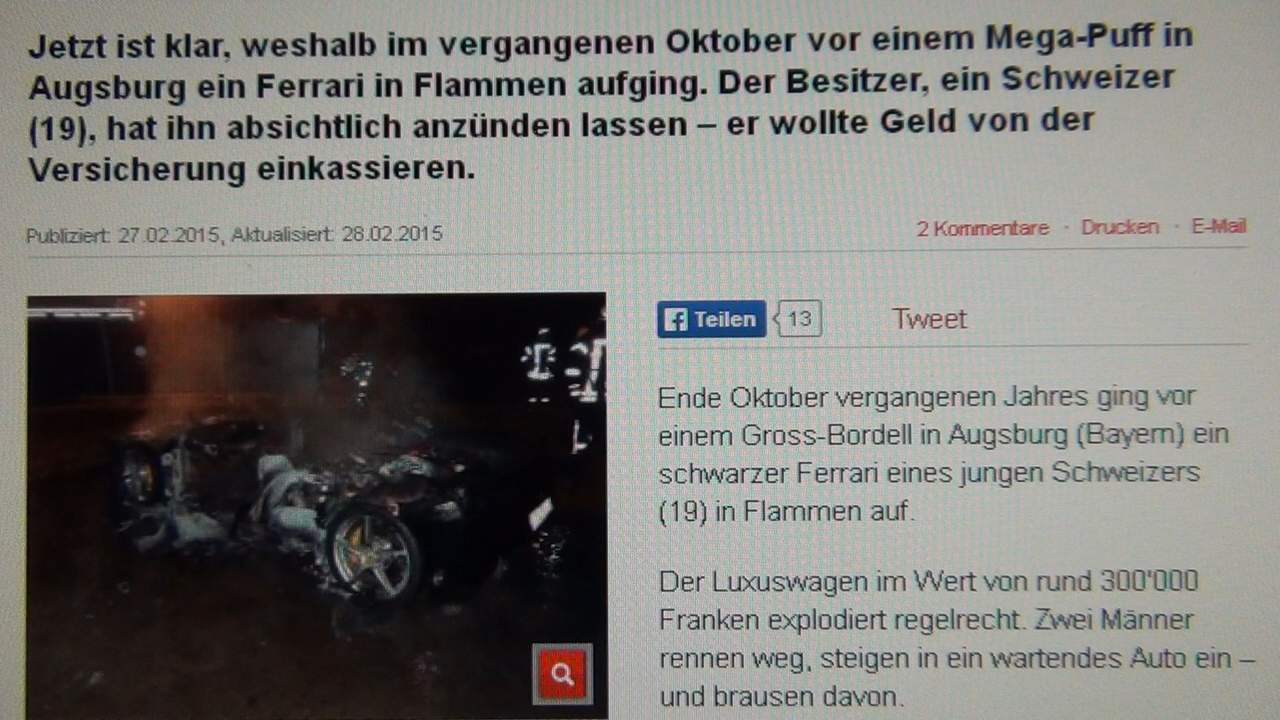 Jetzt ist klar, weshalb im vergangenen Oktober vor einem Mega-Puff in
Augsburg ein Ferrari in Flammen aufging. Der Besitzer, ein Schweizer
(19), hat ihn absichtlich anzünden lassen – er wollte Geld von der
Versicherung einkassieren.
Publiziert: 27.02.2015, Aktualisiert: 28.02.2015
2 Kommentare · Drucken · E-Mail
Teilen 13 Tweet
Ende Oktober vergangenen Jahres ging vor
einem Gross-Bordell in Augsburg (Bayern) ein
schwarzer Ferrari eines jungen Schweizers
(19) in Flammen auf.
Der Luxuswagen im Wert von rund 300'000
Franken explodiert regelrecht. Zwei Männer
rennen weg, steigen in ein wartendes Auto ein –
und brausen davon.